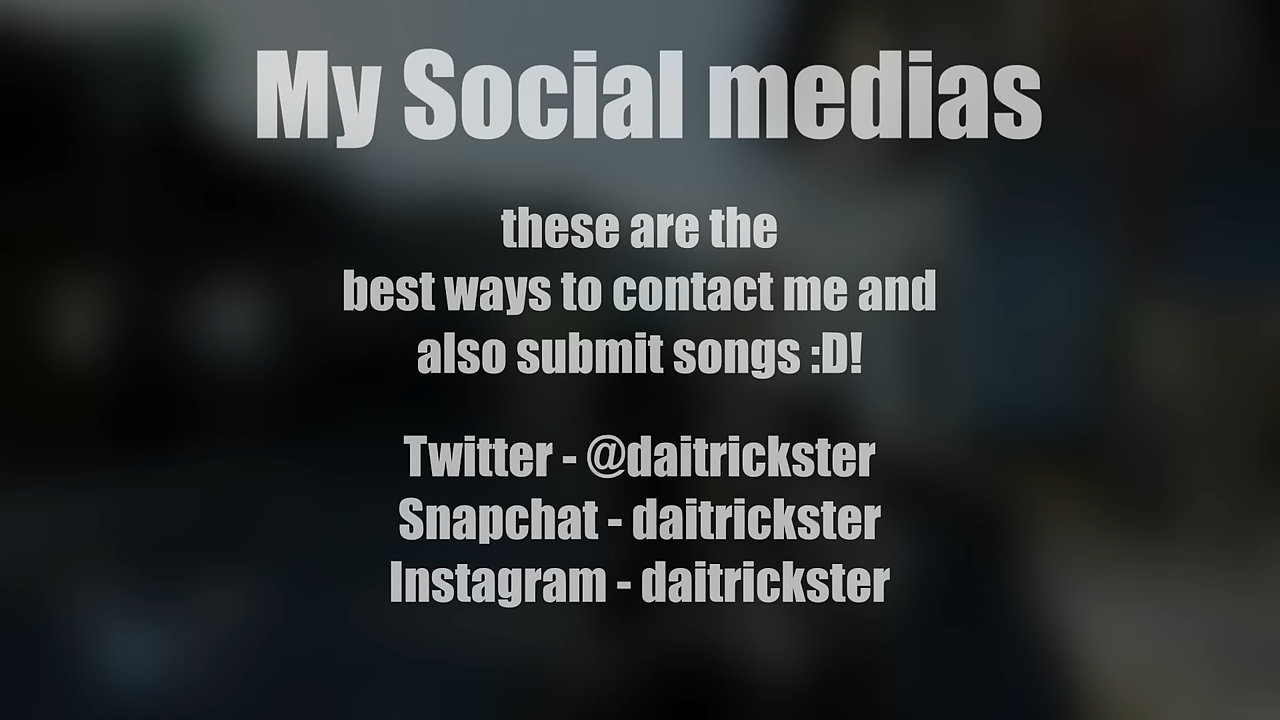 My Social medias
these are the
best ways to contact me and
also submit songs :D!
Twitter - @daitrickster
Snapchat - daitrickster
Instagram - daitrickster